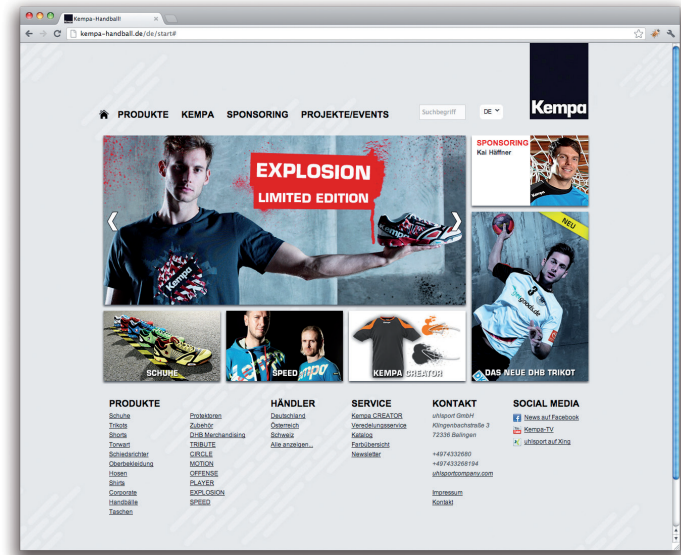 Kempa-Handball!
kempa-handball.de/de/start#
PRODUKTE KEMPA SPONSORING PROJEKTE/EVENTS
Suchbegriff
DE
Kempa
EXPLOSION
LIMITED EDITION
Kempa
Kempa
SPONSORING
Kai Häffner
NEU
3
DAS NEUE DHB TRIKOT
SCHUHE
SPEED
KEMPA CREATOR
PRODUKTE
Schuhe
Trikots
Shorts
Torwart
Schiedsrichter
Oberbekleidung
Hosen
Shirts
Corporate
Handbälle
Taschen
Protektoren
Zubehör
DHB Merchandising
TRIBUTE
CIRCLE
MOTION
OFFENSE
PLAYER
EXPLOSION
SPEED
HÄNDLER
Deutschland
Österreich
Schweiz
Alle anzeigen...
SERVICE
Kempa CREATOR
Veredelungsservice
Katalog
Farbübersicht
Newsletter
KONTAKT
uhlsport GmbH
Klingenbachstraße 3
72336 Balingen
+4974332680
+497433268194
uhlsportcompany.com
Impressum
Kontakt
SOCIAL MEDIA
News auf Facebook
Kempa-TV
uhlsport auf Xing